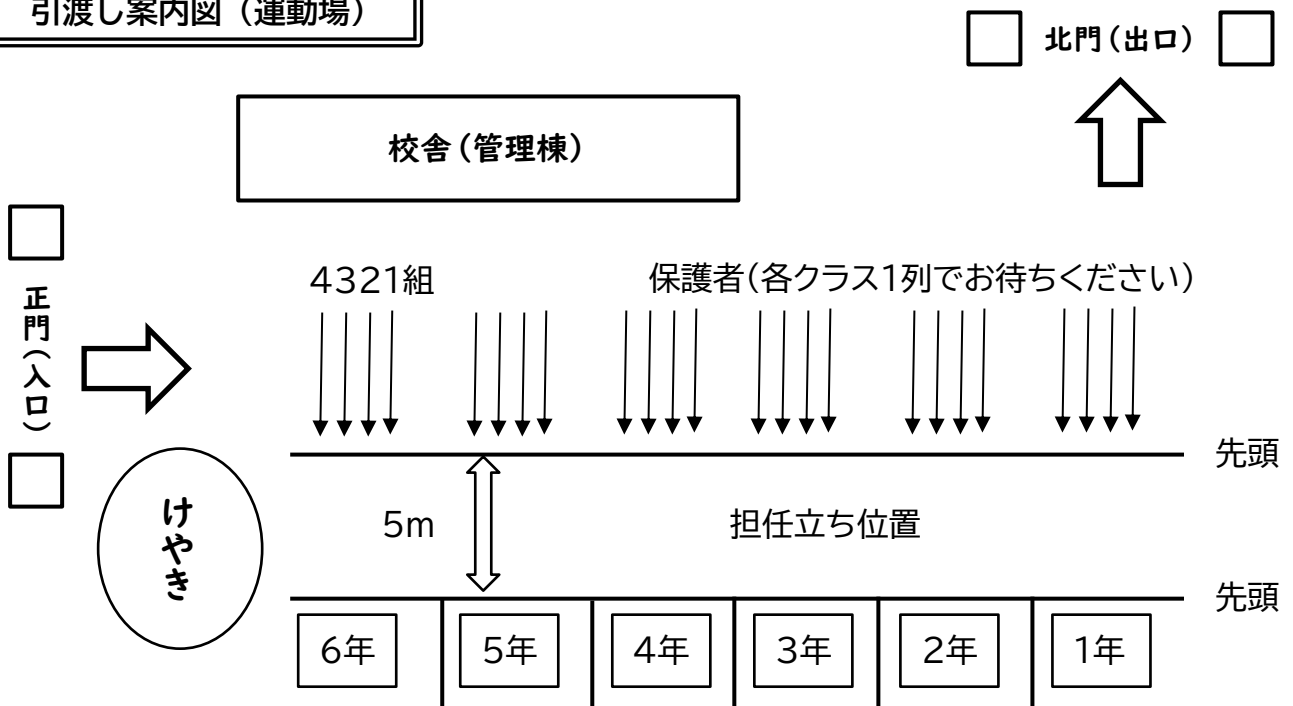 引渡し案内図（運動場）
北門（出口）
校舎（管理棟）
正門（入口）
4321組
保護者（各クラス1列でお待ちください）
先頭
けやき
5m
担任立ち位置
先頭
6年
5年
4年
3年
2年
1年